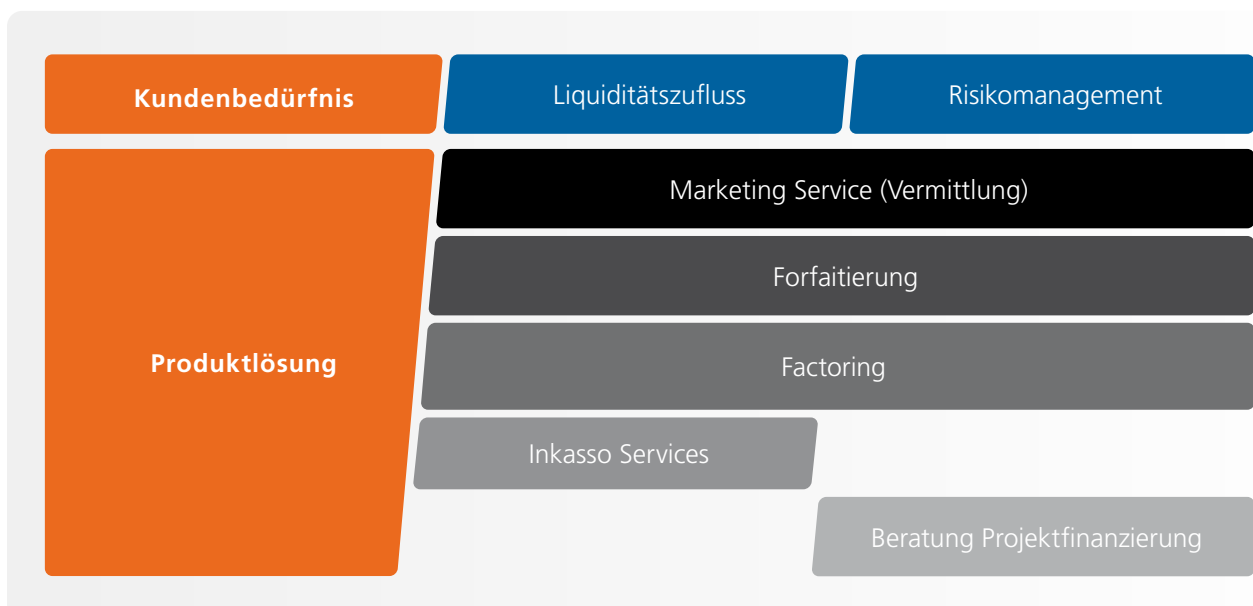 Kundenbedürfnis
Liquiditätszufluss
Risikomanagement
Produktlösung
Marketing Service (Vermittlung)
Forfaitierung
Factoring
Inkasso Services
Beratung Projektfinanzierung